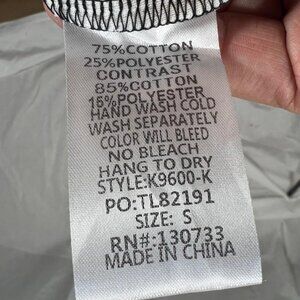 75%COTTON
25%POLYESTER
CONTRAST
85%COTTON
15%POLYESTER
HAND WASH COLD
WASH SEPARATELY
COLOR WILL BLEED
NO BLEACH
HANG TO DRY
STYLE:K9600-K
PO:TL82191
SIZE: S
RN#:130733
MADE IN CHINA